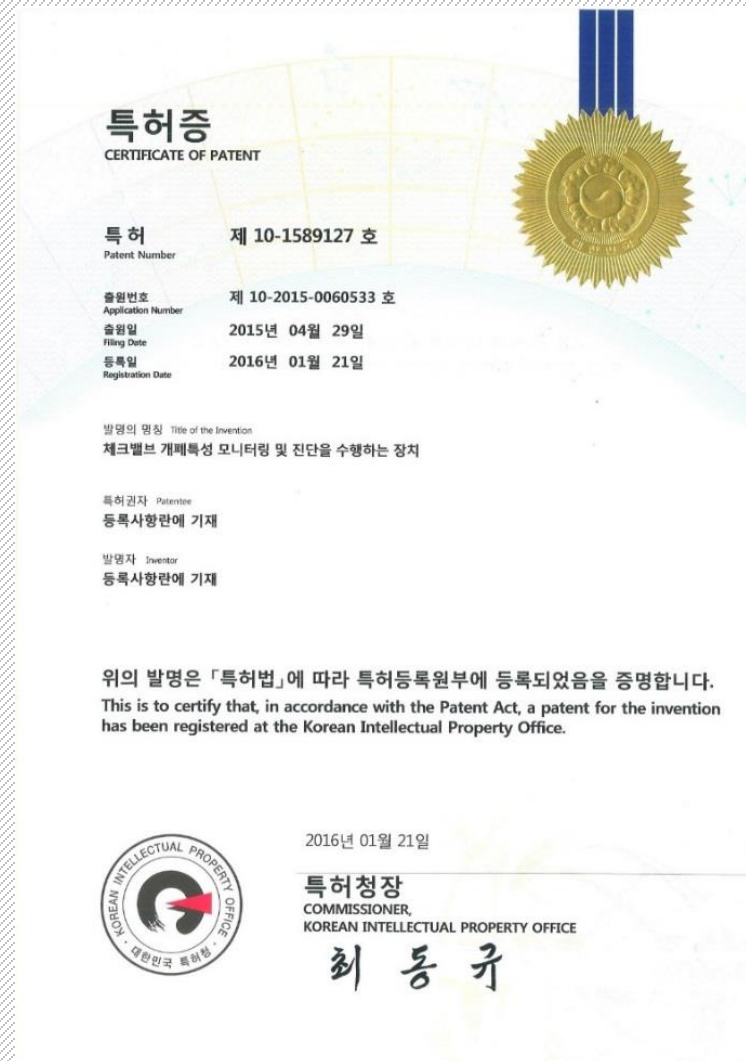 특허증
CERTIFICATE OF PATENT
특허 제 10-1589127 호
Patent Number
출원번호 제 10-2015-0060533 호
Application Number
출원일 2015년 04월 29일
Filing Date
등록일 2016년 01월 21일
Registration Date
발명의 명칭 Title of the Invention
체크밸브 개폐특성 모니터링 및 진단을 수행하는 장치
특허권자 Patentee
등록사항란에 기재
발명자 Inventor
등록사항란에 기재
위의 발명은 「특허법」에 따라 특허등록원부에 등록되었음을 증명합니다.
This is to certify that, in accordance with the Patent Act, a patent for the invention
has been registered at the Korean Intellectual Property Office.
2016년 01월 21일
특허청장
COMMISSIONER,
KOREAN INTELLECTUAL PROPERTY OFFICE
최동규
KOREAN INTELLECTUAL PROPERTY OFFICE
대한민국 특허청